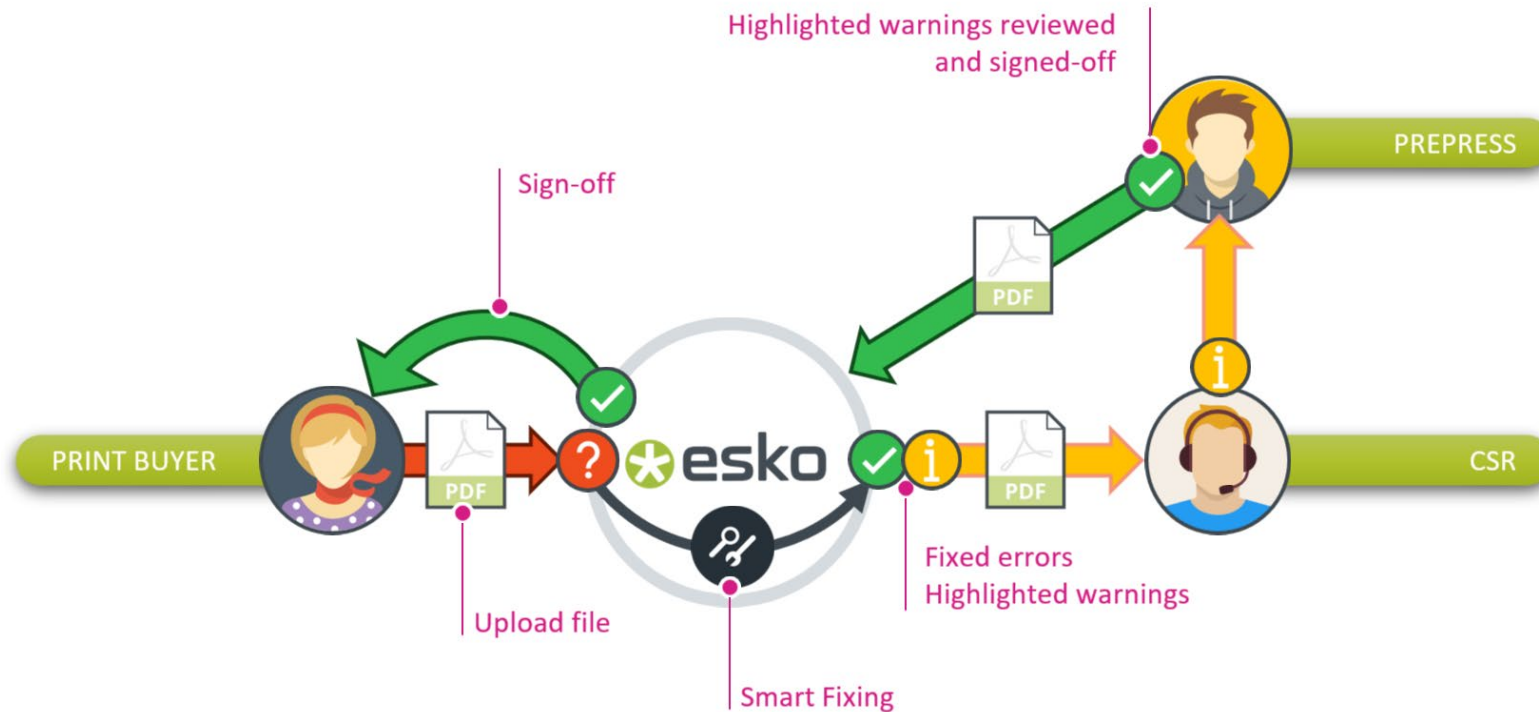 Highlighted warnings reviewed
and signed-off
PREPRESS
Sign-off
PDF
PRINT BUYER
PDF
?
esko
i
i
PDF
CSR
Fixed errors
Highlighted warnings
Upload file
Smart Fixing